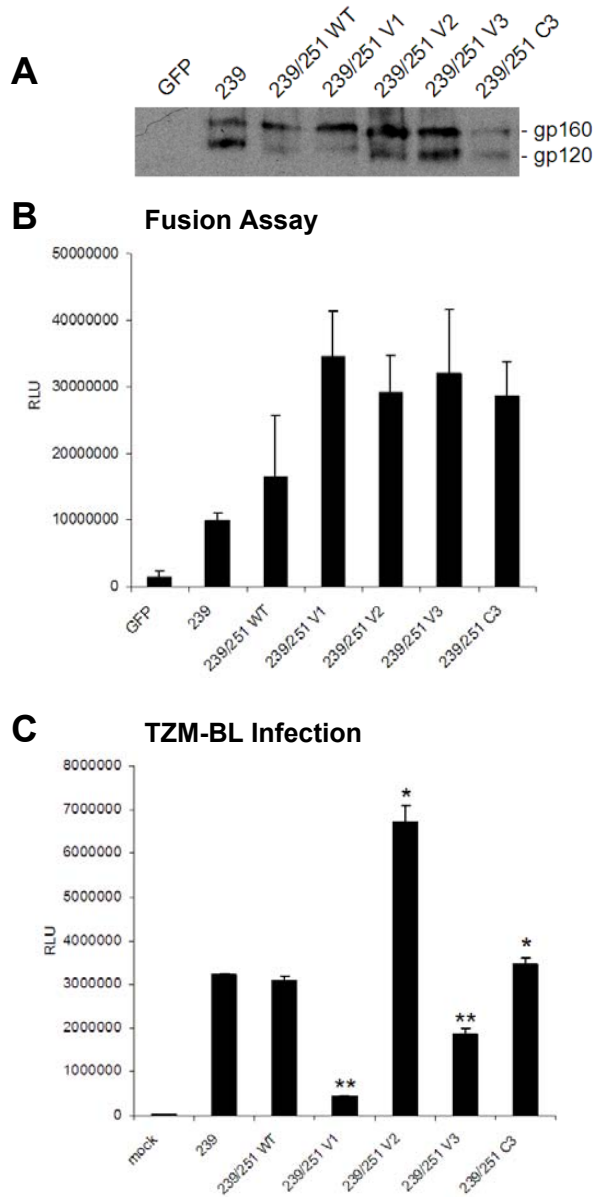 A
GFP
239
239/251 WT
239/251 V1
239/251 V2
239/251 V3
239/251 C3
- gp160
- gp120
B Fusion Assay
50000000
40000000
30000000
20000000
10000000
0
RLU
GFP
239
239/251 WT
239/251 V1
239/251 V2
239/251 V3
239/251 C3
C TZM-BL Infection
8000000
7000000
6000000
5000000
4000000
3000000
2000000
1000000
0
RLU
*
*
**
**
mock
239
239/251 WT
239/251 V1
239/251 V2
239/251 V3
239/251 C3